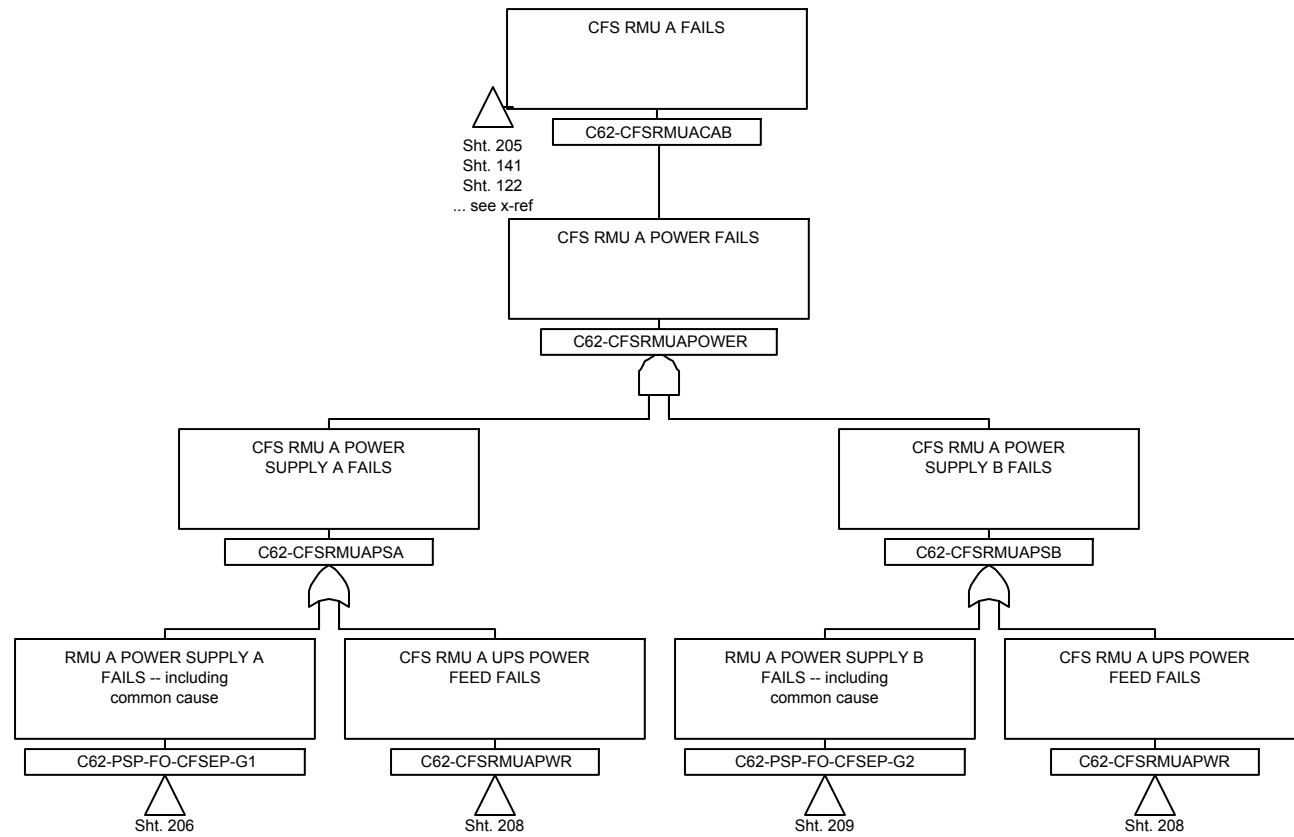 CFS RMU A FAILS
C62-CFSRMUACAB
Sht. 205
Sht. 141
Sht. 122
... see x-ref
CFS RMU A POWER FAILS
C62-CFSRMUAPOWER
CFS RMU A POWER
SUPPLY A FAILS
C62-CFSRMUAPSA
CFS RMU A POWER
SUPPLY B FAILS
C62-CFSRMUAPSB
RMU A POWER SUPPLY A
FAILS -- including
common cause
C62-PSP-FO-CFSEP-G1
Sht. 206
CFS RMU A UPS POWER
FEED FAILS
C62-CFSRMUAPWR
Sht. 208
RMU A POWER SUPPLY B
FAILS -- including
common cause
C62-PSP-FO-CFSEP-G2
Sht. 209
CFS RMU A UPS POWER
FEED FAILS
C62-CFSRMUAPWR
Sht. 208